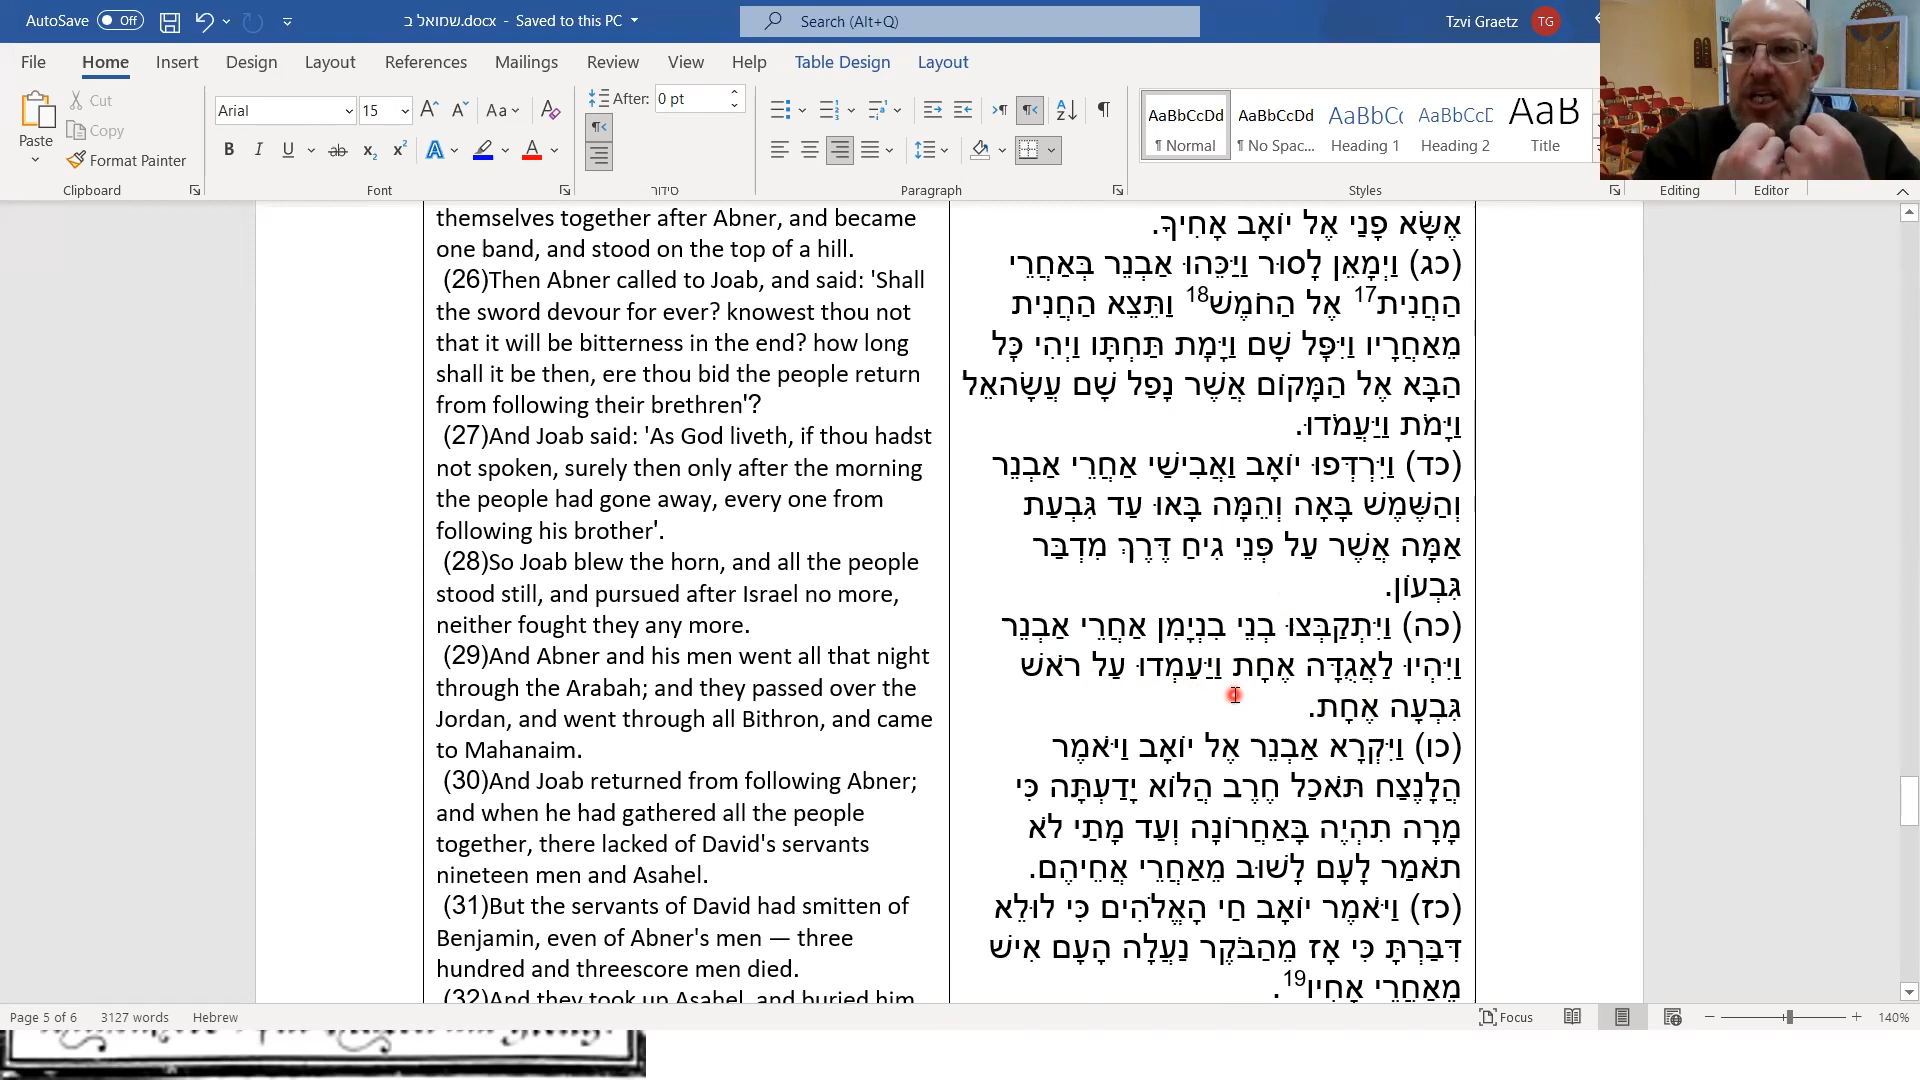 AutoSave
Off
שמואל ב.docx - Saved to this PC
Search (Alt+Q)
Tzvi Graetz
TG
File Home Insert Design Layout References Mailings Review View Help Table Design Layout
Paste
Cut
Copy
Format Painter
Clipboard
Arial 15
Font
After: 0 pt
סידור
Paragraph
AaBbCcDd AaBbCcDd AaBbC AaBbCcD AaB
¶ Normal ¶ No Spac... Heading 1 Heading 2 Title
Styles
Editing
Editor
themselves together after Abner, and became
one band, and stood on the top of a hill.
(26)Then Abner called to Joab, and said: 'Shall
the sword devour for ever? knowest thou not
that it will be bitterness in the end? how long
shall it be then, ere thou bid the people return
from following their brethren'?
(27)And Joab said: 'As God liveth, if thou hadst
not spoken, surely then only after the morning
the people had gone away, every one from
following his brother'.
(28)So Joab blew the horn, and all the people
stood still, and pursued after Israel no more,
neither fought they any more.
(29)And Abner and his men went all that night
through the Arabah; and they passed over the
Jordan, and went through all Bithron, and came
to Mahanaim.
(30)And Joab returned from following Abner;
and when he had gathered all the people
together, there lacked of David's servants
nineteen men and Asahel.
(31)But the servants of David had smitten of
Benjamin, even of Abner's men — three
hundred and threescore men died.
(32)And they took up Asahel, and buried him
אֶשָּׂא פָנַי אֶל יוֹאָב אָחִיךָ.
(כג) וַיְמָאֵן לָסוּר וַיַּכֵּהוּ אַבְנֵר בְּאַחֲרֵי
הַחֲנִית17 אֶל הַחֹמֶשׁ18 וַתֵּצֵא הַחֲנִית
מֵאַחֲרָיו וַיִּפָּל שָׁם וַיָּמָת תַּחְתָּו וַיְהִי כָּל
הַבָּא אֶל הַמָּקוֹם אֲשֶׁר נָפַל שָׁם עֲשָׂהאֵל
וַיָּמֹת וַיַּעֲמֹדוּ.
(כד) וַיִּרְדְּפוּ יוֹאָב וַאֲבִישַׁי אַחֲרֵי אַבְנֵר
וְהַשֶּׁמֶשׁ בָּאָה וְהֵמָּה בָּאוּ עַד גִּבְעַת
אַמָּה אֲשֶׁר עַל פְּנֵי גִיחַ דֶּרֶךְ מִדְבַּר
גִּבְעוֹן.
(כה) וַיִּתְקַבְּצוּ בְנֵי בִנְיָמִן אַחֲרֵי אַבְנֵר
וַיִּהְיוּ לַאֲגֻדָּה אֶחָת וַיַּעַמְדוּ עַל רֹאשׁ
גִּבְעָה אֶחָת.
(כו) וַיִּקְרָא אַבְנֵר אֶל יוֹאָב וַיֹּאמֶר
הֲלָנֶצַח תֹּאכַל חֶרֶב הֲלוֹא יָדַעְתָּה כִּי
מָרָה תִהְיֶה בָּאַחֲרוֹנָה וְעַד מָתַי לֹא
תֹאמַר לָעָם לָשׁוּב מֵאַחֲרֵי אֲחֵיהֶם.
(כז) וַיֹּאמֶר יוֹאָב חַי הָאֱלֹהִים כִּי לוּלֵא
דִּבַּרְתָּ כִּי אָז מֵהַבֹּקֶר נַעֲלָה הָעָם אִישׁ
מֵאַחֲרֵי אָחִיו19.
Page 5 of 6 3127 words Hebrew
Focus
140%